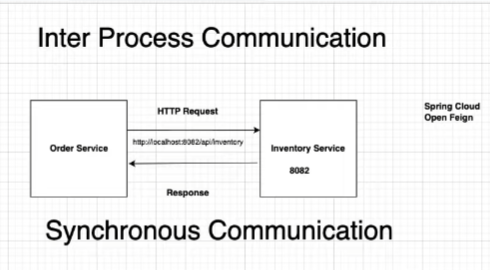 Inter Process Communication
HTTP Request
Spring Cloud
Open Feign
Order Service
http://localhost:8082/api/inventory
Inventory Service
8082
Response
Synchronous Communication